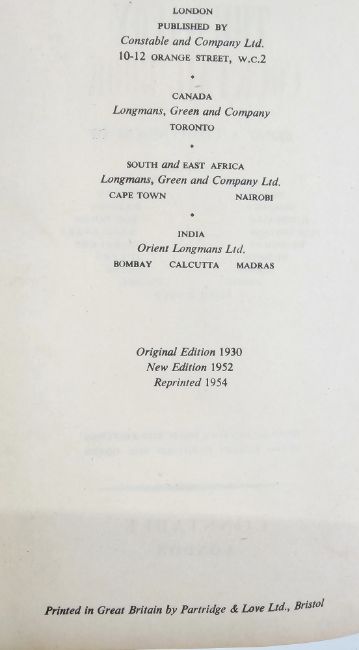 LONDON
PUBLISHED BY
Constable and Company Ltd.
10-12 ORANGE STREET, W.C.2
CANADA
Longmans, Green and Company
TORONTO
SOUTH and EAST AFRICA
Longmans, Green and Company Ltd.
CAPE TOWN NAIROBI
INDIA
Orient Longmans Ltd.
BOMBAY CALCUTTA MADRAS
Original Edition 1930
New Edition 1952
Reprinted 1954
Printed in Great Britain by Partridge & Love Ltd., Bristol